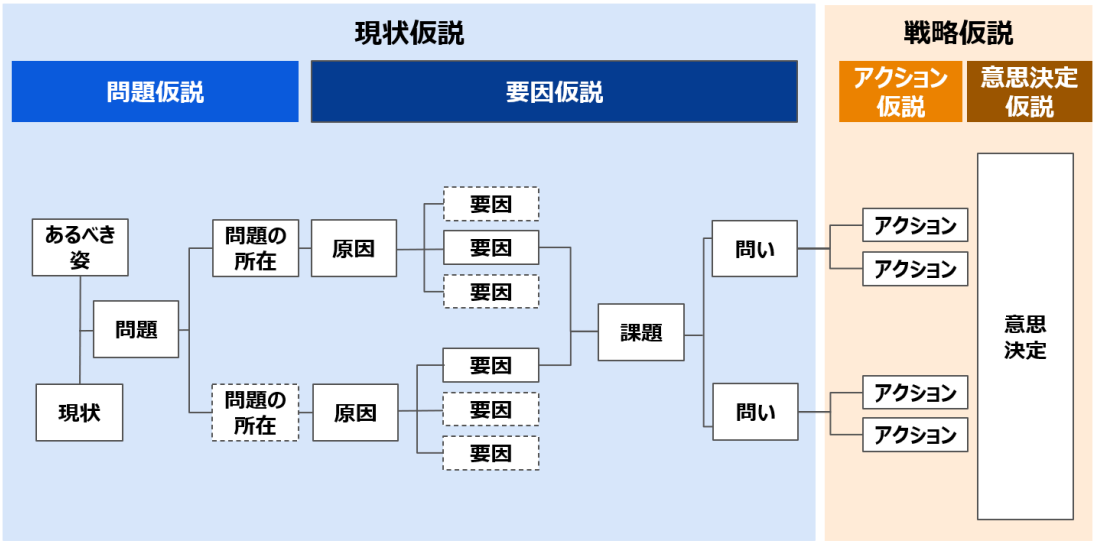 現状仮説
戦略仮説
問題仮説
要因仮説
アクション
仮説
意思決定
仮説
あるべき
姿
現状
問題
問題の
所在
問題の
所在
原因
原因
要因
要因
要因
要因
要因
要因
課題
問い
問い
アクション
アクション
アクション
アクション
意思
決定